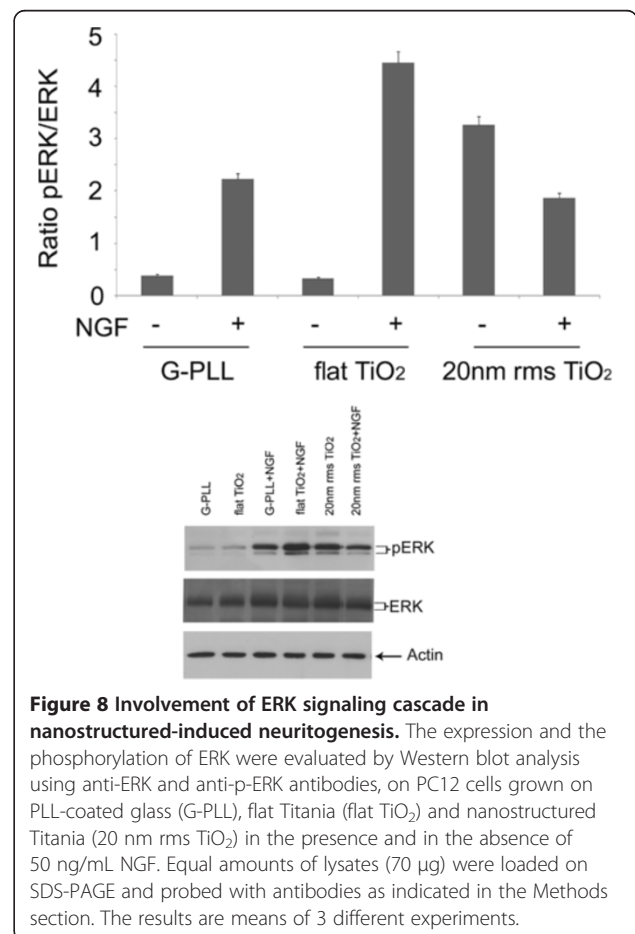 5
4
3
2
1
0
Ratio pERK/ERK
NGF - + - + - +
G-PLL flat TiO2 20nm rms TiO2
G-PLL
flat TiO2
G-PLL+NGF
flat TiO2+NGF
20nm rms TiO2
20nm rms TiO2+NGF
pERK
ERK
Actin
Figure 8 Involvement of ERK signaling cascade in
nanostructured-induced neuritogenesis. The expression and the
phosphorylation of ERK were evaluated by Western blot analysis
using anti-ERK and anti-p-ERK antibodies, on PC12 cells grown on
PLL-coated glass (G-PLL), flat Titania (flat TiO2) and nanostructured
Titania (20 nm rms TiO2) in the presence and in the absence of
50 ng/mL NGF. Equal amounts of lysates (70 μg) were loaded on
SDS-PAGE and probed with antibodies as indicated in the Methods
section. The results are means of 3 different experiments.